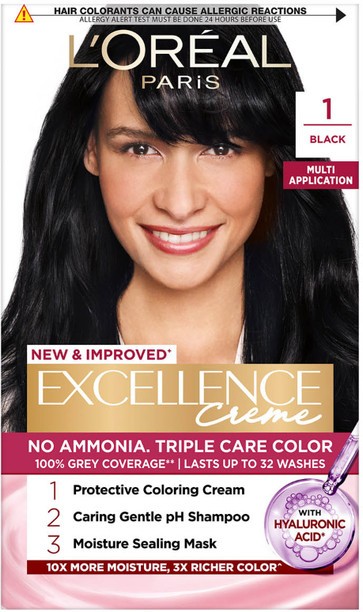 HAIR COLORANTS CAN CAUSE ALLERGIC REACTIONS
ALLERGY ALERT TEST MUST BE DONE 24 HOURS BEFORE USE
L'ORÉAL
PARiS
1
BLACK
MULTI
APPLICATION
NEW & IMPROVED*
EXCELLENCE
Creme
NO AMMONIA. TRIPLE CARE COLOR
100% GREY COVERAGE** | LASTS UP TO 32 WASHES
1 Protective Coloring Cream
2 Caring Gentle pH Shampoo
3 Moisture Sealing Mask
WITH
HYALURONIC
ACID*
10X MORE MOISTURE, 3X RICHER COLOR^